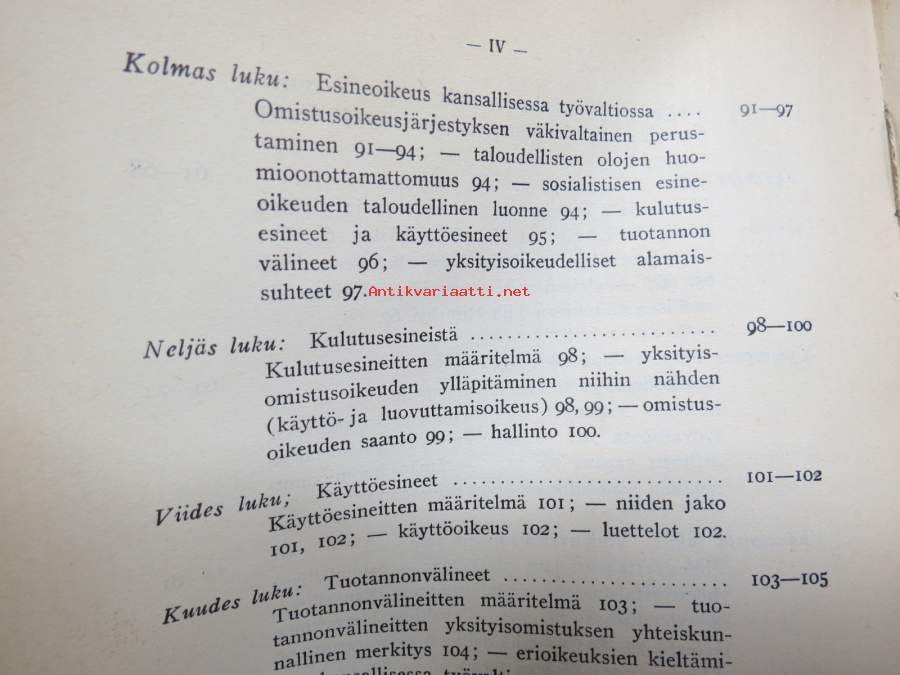 — IV —
Kolmas luku: Esineoikeus kansallisessa työvaltiossa .... 91—97
Omistusoikeusjärjestyksen väkivaltainen perus-
taminen 91—94; — taloudellisten olojen huo-
mioonottamattomuus 94; — sosialistisen esine-
oikeuden taloudellinen luonne 94; — kulutus-
esineet ja käyttöesineet 95; — tuotannon
välineet 96; — yksityisoikeudelliset alamais-
suhteet 97.
Antikvariaatti.net
Neljäs luku: Kulutusesineistä ........................... 98—100
Kulutusesineitten määritelmä 98; — yksityis-
omistusoikeuden ylläpitäminen niihin nähden
(käyttö- ja luovuttamisoikeus) 98, 99; — omistus-
oikeuden saanto 99; — hallinto 100.
Viides luku; Käyttöesineet ............................. 101—102
Käyttöesineitten määritelmä 101; — niiden jako
101, 102; — käyttöoikeus 102; — luettelot 102.
Kuudes luku: Tuotannonvälineet ........................ 103—105
Tuotannonvälineitten määritelmä 103; — tuo-
tannonvälineitten yksityisomistuksen yhteiskun-
nallinen merkitys 104; — erioikeuksien kieltämi-